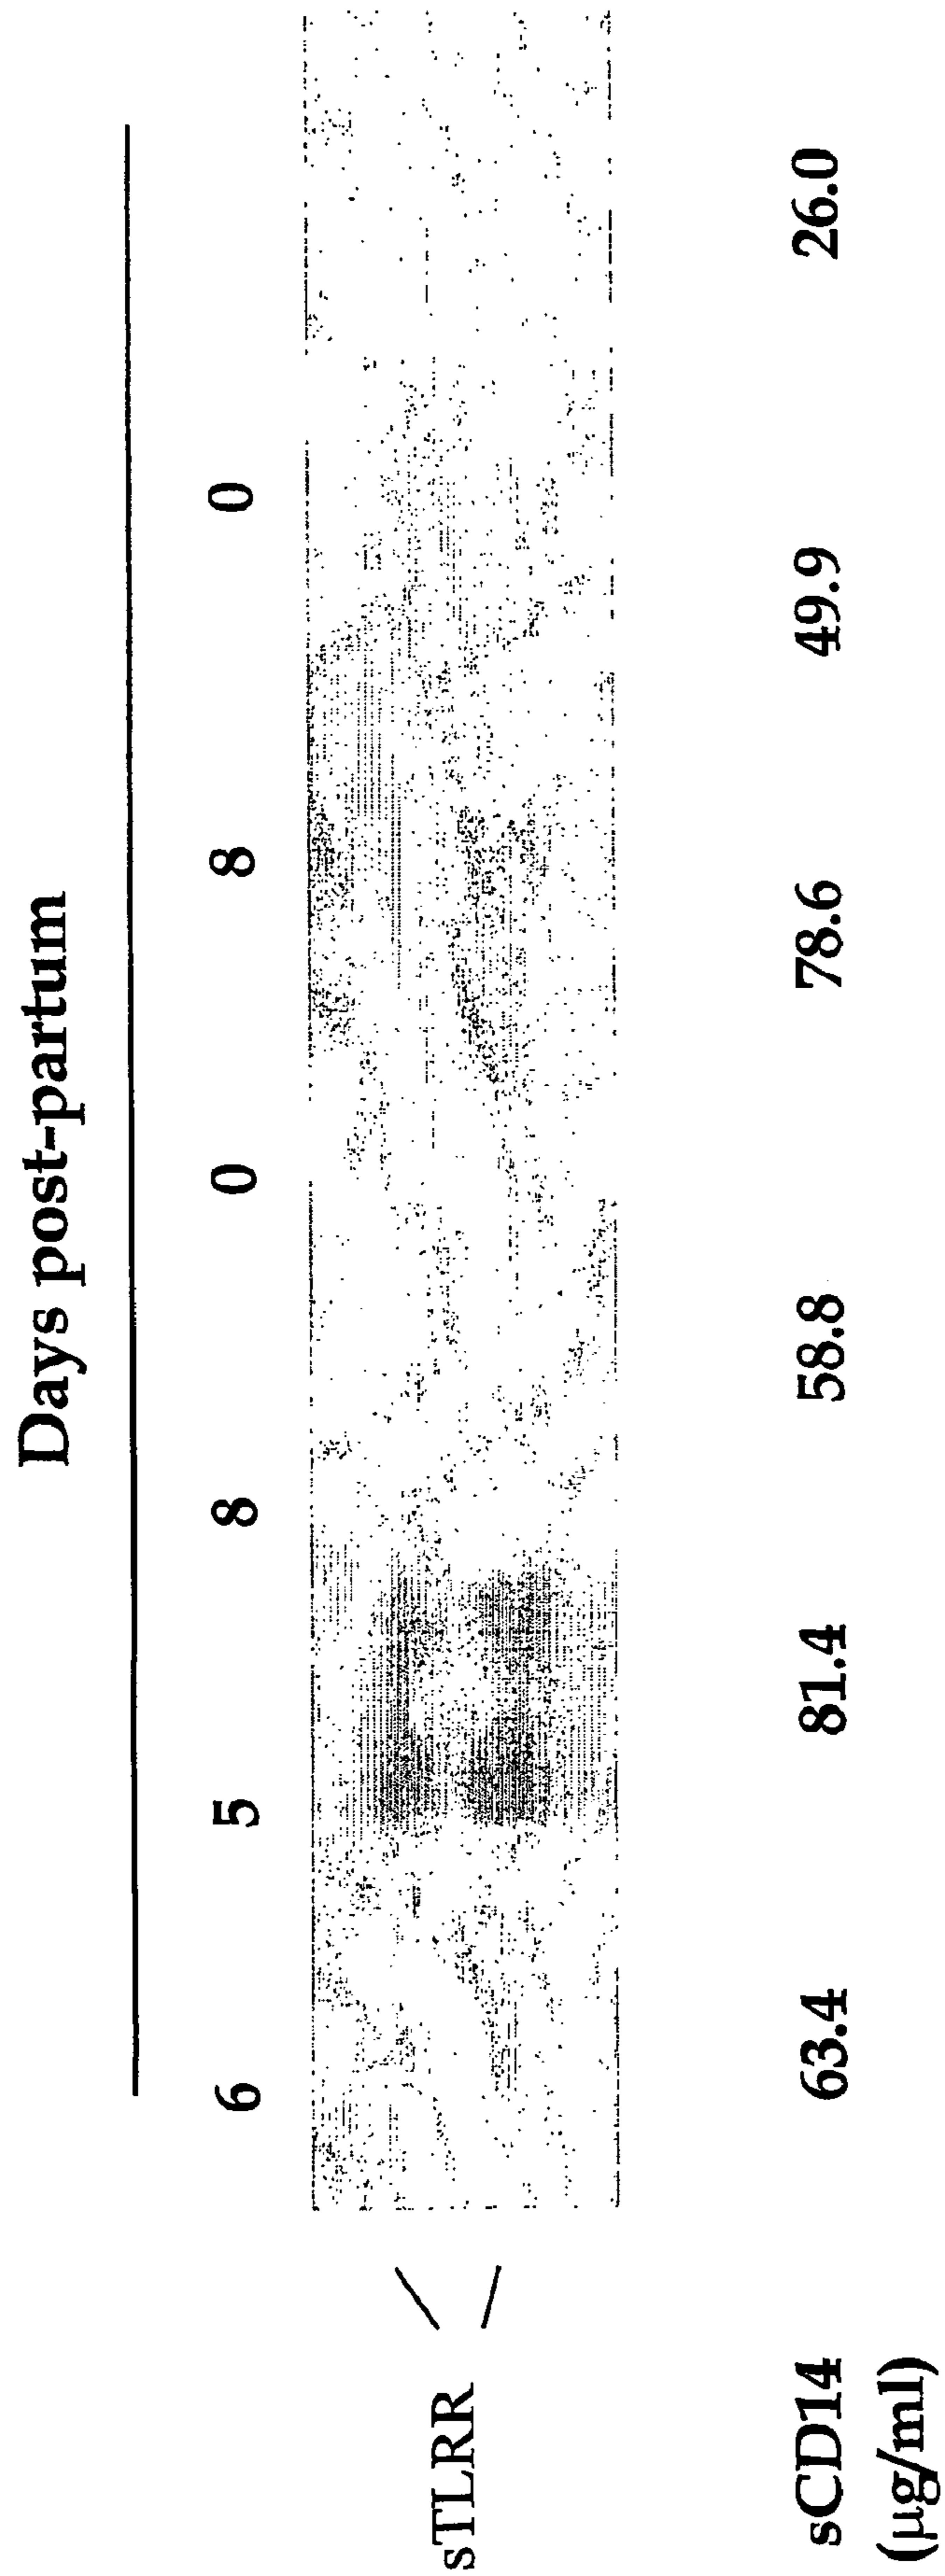 Days post-partum
6 5 8 0 8 0
sTLRR
sCD14 63.4 81.4 58.8 78.6 49.9 26.0
(µg/ml)